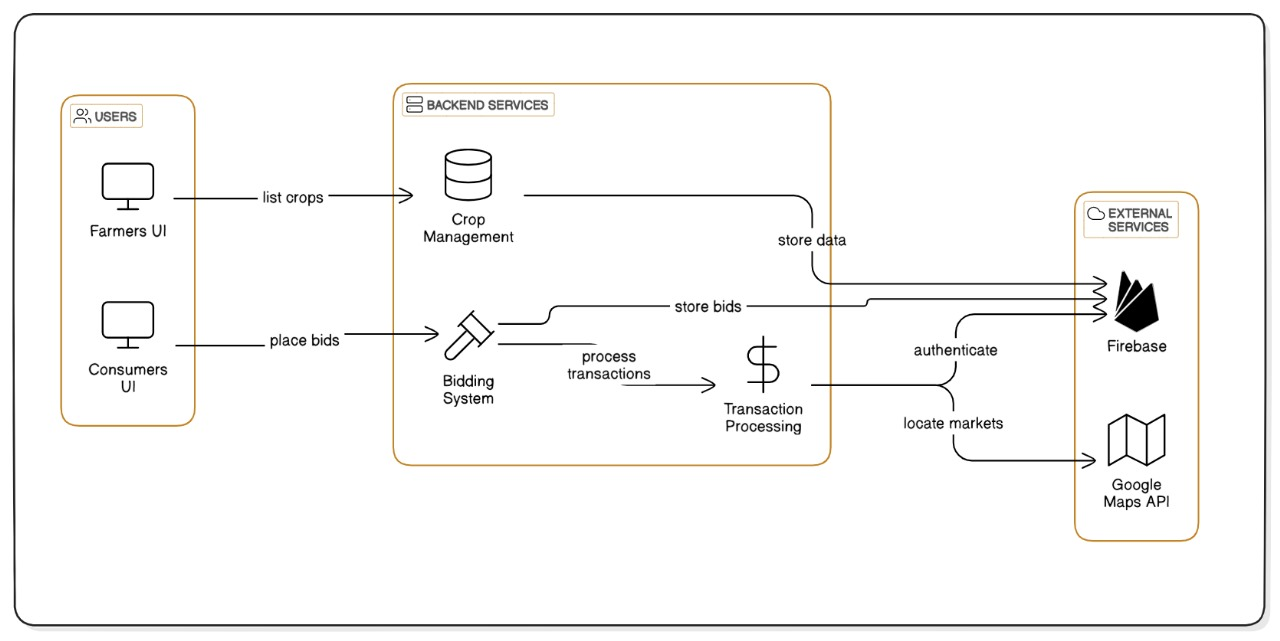 USERS
Farmers UI
Consumers
UI
list crops
place bids
BACKEND SERVICES
Crop
Management
Bidding
System
process
transactions
Transaction
Processing
store data
store bids
authenticate
locate markets
EXTERNAL
SERVICES
Firebase
Google
Maps API